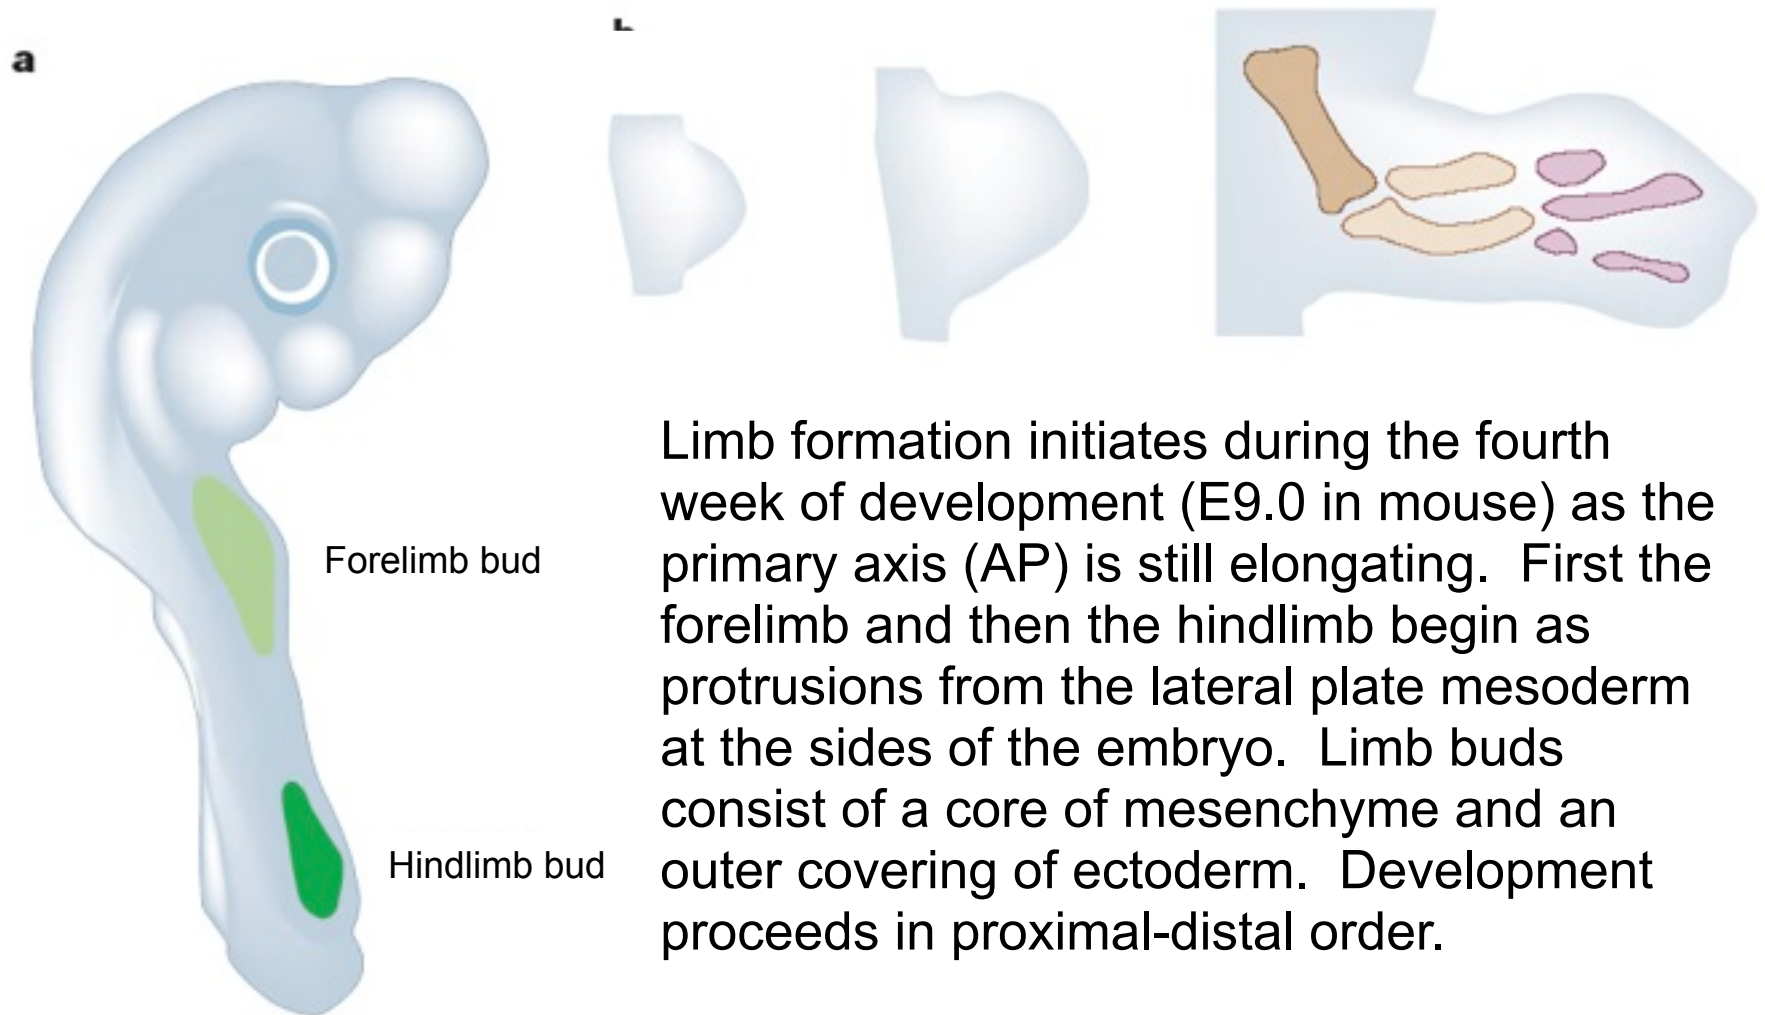 a
Forelimb bud
Hindlimb bud
Limb formation initiates during the fourth
week of development (E9.0 in mouse) as the
primary axis (AP) is still elongating.  First the
forelimb and then the hindlimb begin as
protrusions from the lateral plate mesoderm
at the sides of the embryo.  Limb buds
consist of a core of mesenchyme and an
outer covering of ectoderm.  Development
proceeds in proximal-distal order.